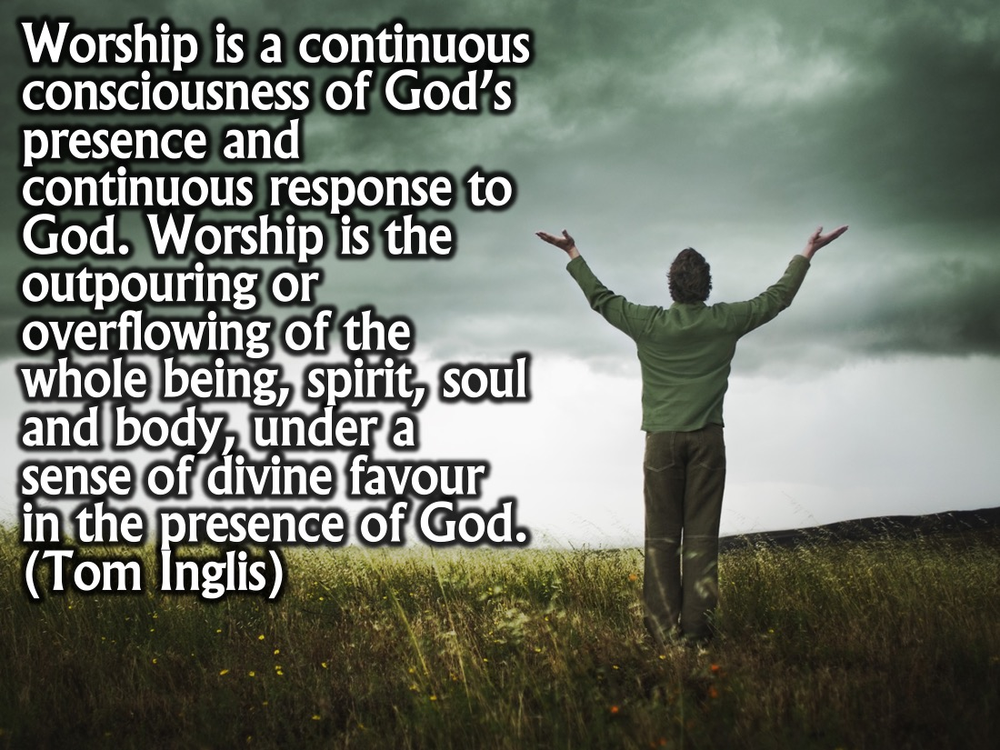 Worship is a continuous
consciousness of God’s
presence and
continuous response to
God. Worship is the
outpouring or
overflowing of the
whole being, spirit, soul
and body, under a
sense of divine favour
in the presence of God.
(Tom Inglis)